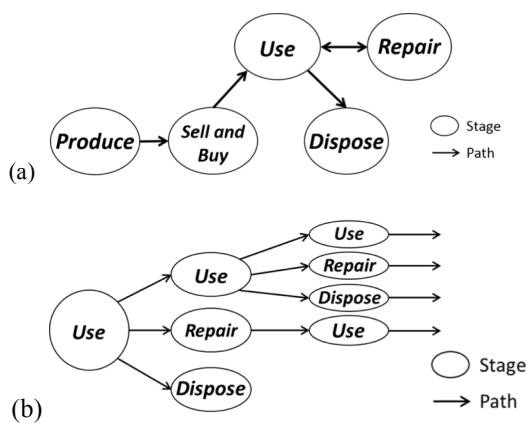 Use
Repair
Produce
Sell and
Buy
Dispose
Stage
Path
(a)
Use
Use
Repair
Dispose
Use
Repair
Dispose
Use
Stage
Path
(b)